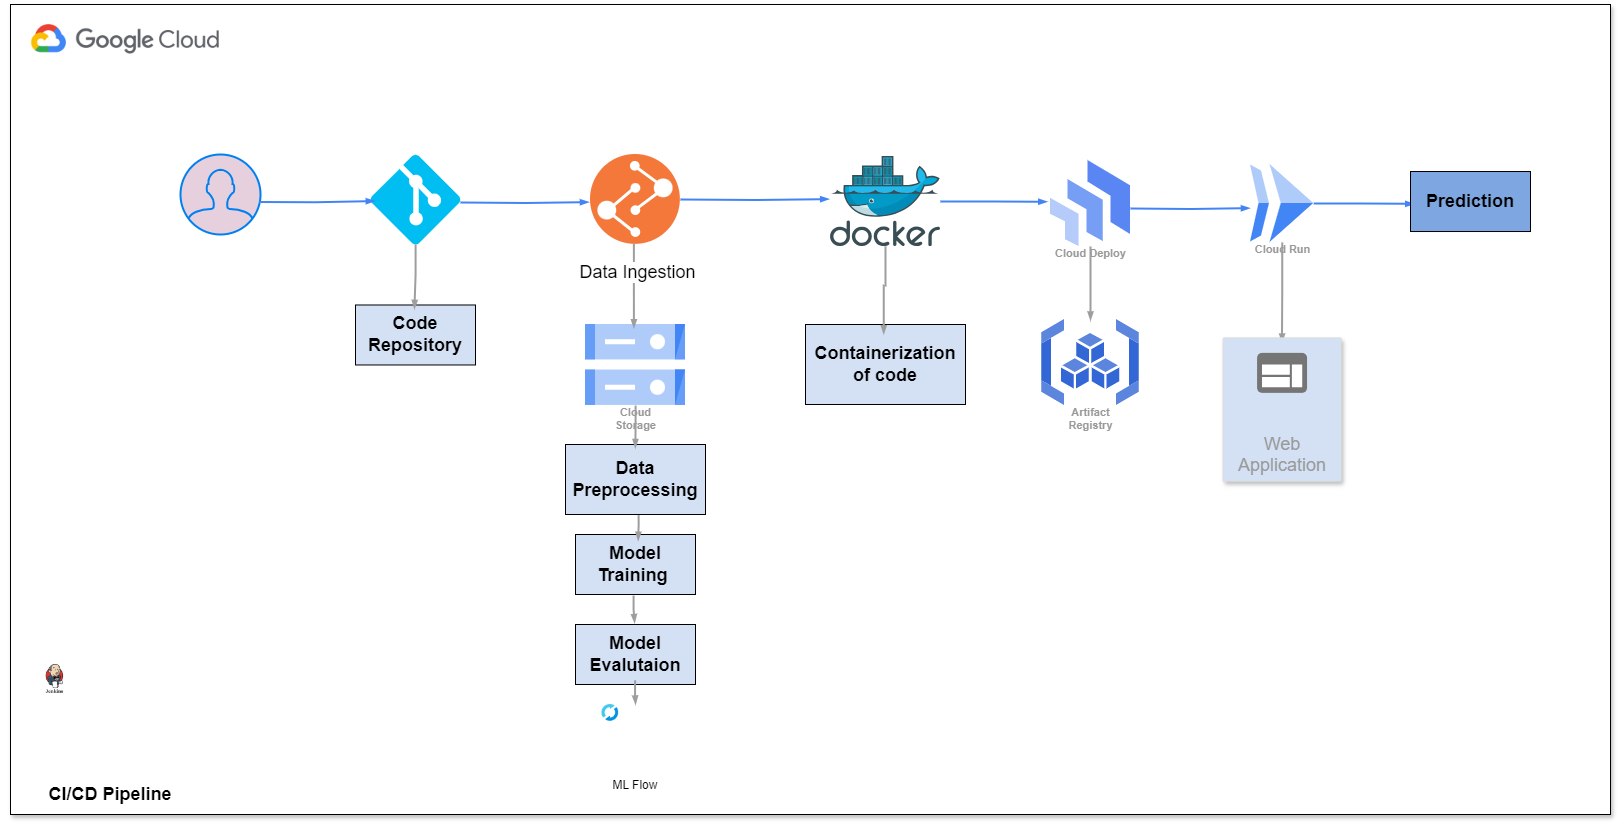 Google Cloud
Prediction
docker
Cloud Deploy
Cloud Run
Data Ingestion
Code
Repository
Containerization
of code
Cloud
Storage
Artifact
Registry
Web
Application
Data
Preprocessing
Model
Training
Model
Evalutaion
Jenkins
ML Flow
CI/CD Pipeline